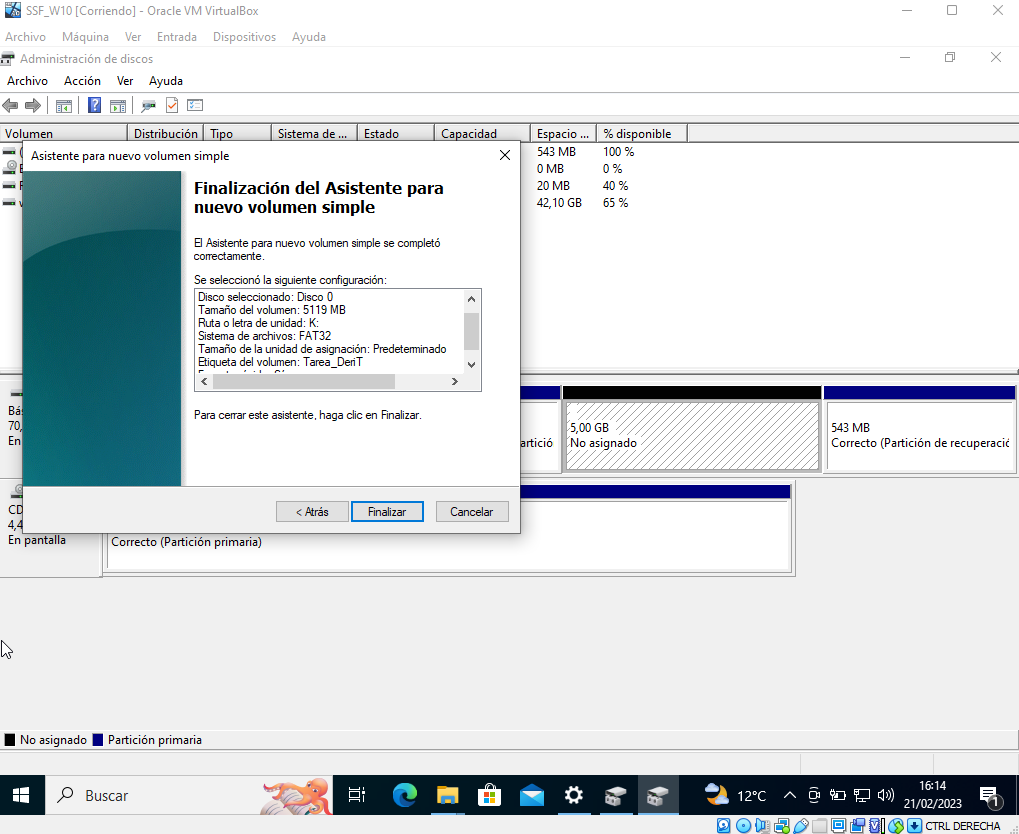 SSF_W10 [Corriendo] - Oracle VM VirtualBox
Archivo Máquina Ver Entrada Dispositivos Ayuda
Administración de discos
Archivo Acción Ver Ayuda
Volumen Distribución Tipo Sistema de ... Estado Capacidad Espacio ... % disponible
543 MB 100 %
0 MB 0 %
20 MB 40 %
42,10 GB 65 %
Asistente para nuevo volumen simple
Finalización del Asistente para
nuevo volumen simple
El Asistente para nuevo volumen simple se completó
correctamente.
Se seleccionó la siguiente configuración:
Disco seleccionado: Disco 0
Tamaño del volumen: 5119 MB
Ruta o letra de unidad: K:
Sistema de archivos: FAT32
Tamaño de la unidad de asignación: Predeterminado
Etiqueta del volumen: Tarea_DeriT
Para cerrar este asistente, haga clic en Finalizar.
< Atrás Finalizar Cancelar
Bás
70,
En
artició
5,00 GB
No asignado
543 MB
Correcto (Partición de recuperació
CD
4,4
En pantalla
Correcto (Partición primaria)
No asignado Partición primaria
Buscar
12°C
16:14
21/02/2023
1
CTRL DERECHA